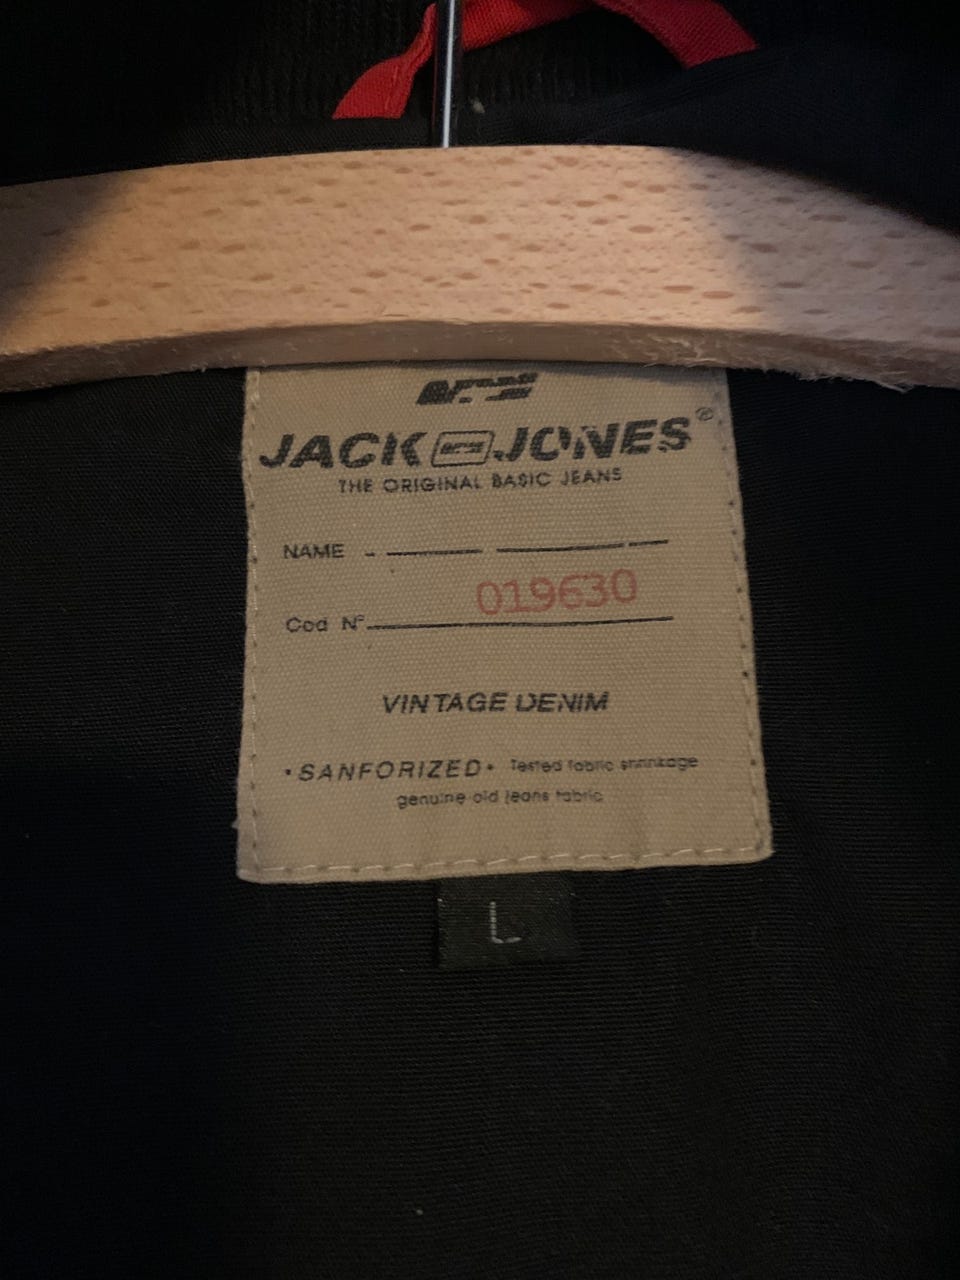 JACK JONES®
THE ORIGINAL BASIC JEANS
NAME
019630
Cod Nº
VINTAGE DENIM
• SANFORIZED • Tested fabric shrinkage
genuine old jeans fabric
L